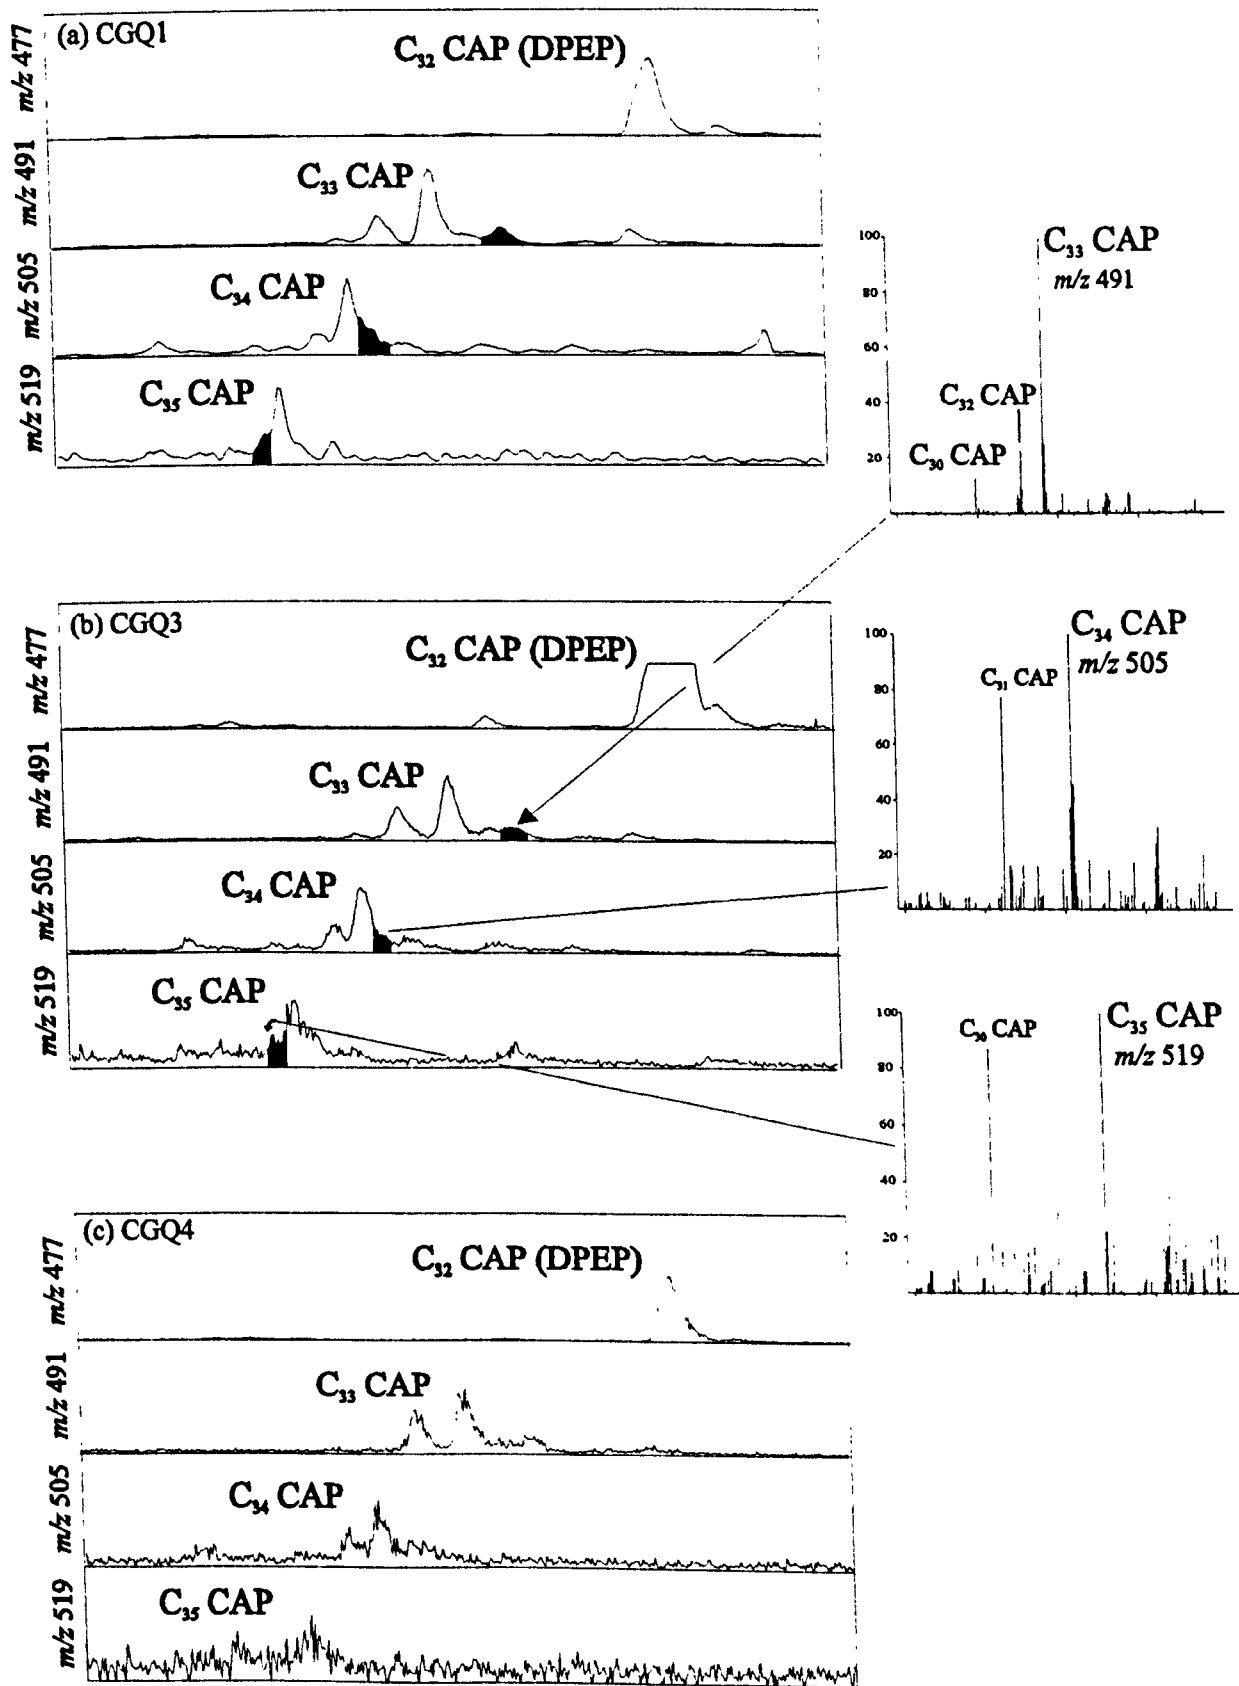 (a) CGQ1
m/z 477
C₃₂ CAP (DPEP)
m/z 491
C₃₃ CAP
m/z 505
C₃₄ CAP
m/z 519
C₃₅ CAP
100
80
60
40
20
C₃₃ CAP
m/z 491
C₃₂ CAP
C₃₀ CAP
(b) CGQ3
m/z 477
C₃₂ CAP (DPEP)
m/z 491
C₃₃ CAP
m/z 505
C₃₄ CAP
m/z 519
C₃₅ CAP
100
80
60
40
20
C₃₄ CAP
m/z 505
C₃₁ CAP
100
80
60
40
20
C₃₅ CAP
m/z 519
C₃₀ CAP
(c) CGQ4
m/z 477
C₃₂ CAP (DPEP)
m/z 491
C₃₃ CAP
m/z 505
C₃₄ CAP
m/z 519
C₃₅ CAP